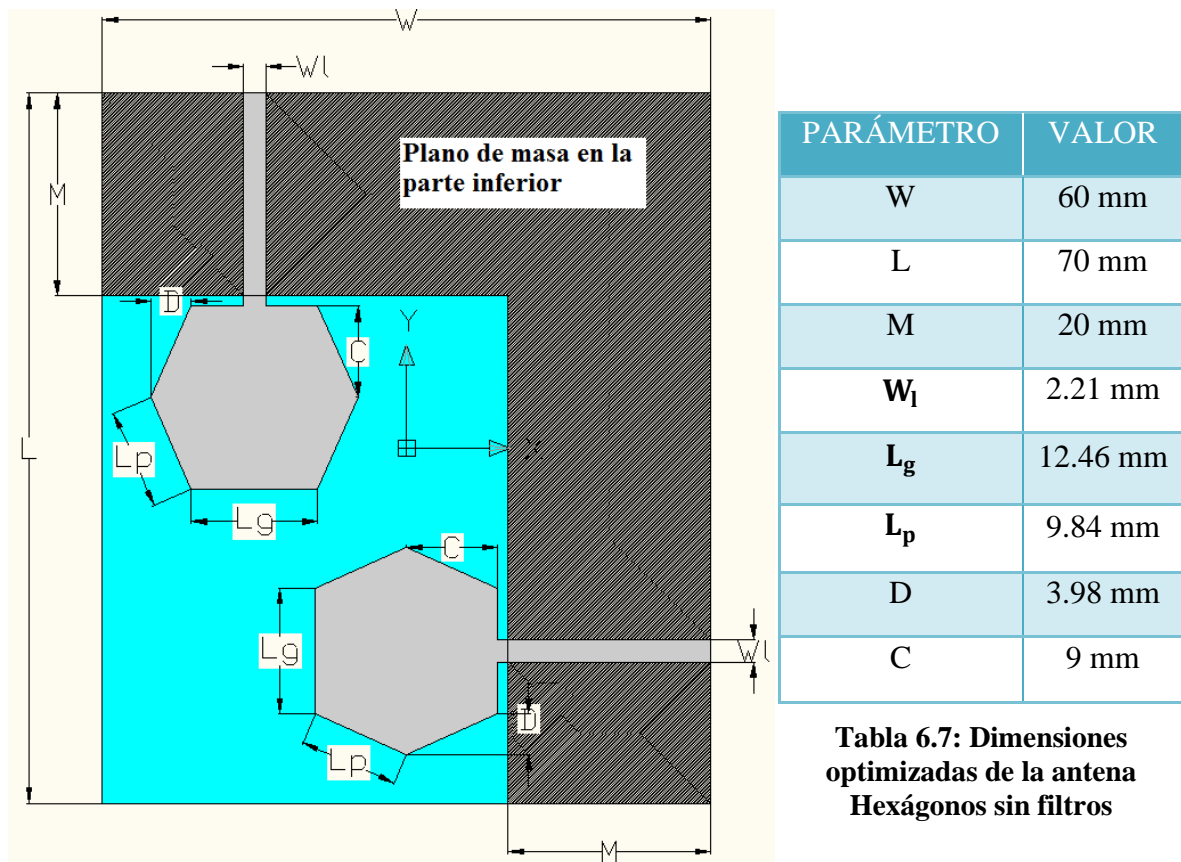 W
Wl
Plano de masa en la
parte inferior
M
D
C
Y
X
L
Lp
Lg
C
Lg
Wl
D
Lp
M
PARÁMETRO VALOR
W 60 mm
L 70 mm
M 20 mm
Wl 2.21 mm
Lg 12.46 mm
Lp 9.84 mm
D 3.98 mm
C 9 mm
Tabla 6.7: Dimensiones
optimizadas de la antena
Hexágonos sin filtros